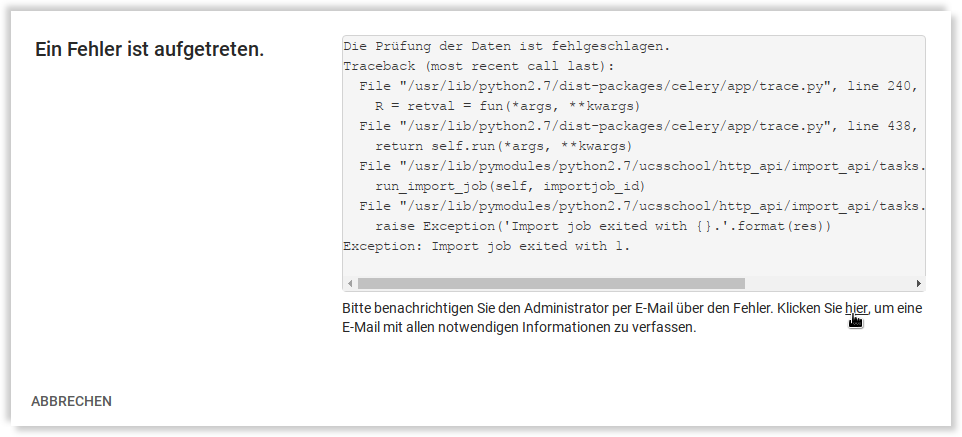 Ein Fehler ist aufgetreten.
Die Prüfung der Daten ist fehlgeschlagen.
Traceback (most recent call last):
  File "/usr/lib/python2.7/dist-packages/celery/app/trace.py", line 240,
    R = retval = fun(*args, **kwargs)
  File "/usr/lib/python2.7/dist-packages/celery/app/trace.py", line 438,
    return self.run(*args, **kwargs)
  File "/usr/lib/pymodules/python2.7/ucsschool/http_api/import_api/tasks.
    run_import_job(self, importjob_id)
  File "/usr/lib/pymodules/python2.7/ucsschool/http_api/import_api/tasks.
    raise Exception('Import job exited with {}.'.format(res))
Exception: Import job exited with 1.
Bitte benachrichtigen Sie den Administrator per E-Mail über den Fehler. Klicken Sie hier, um eine
E-Mail mit allen notwendigen Informationen zu verfassen.
ABBRECHEN